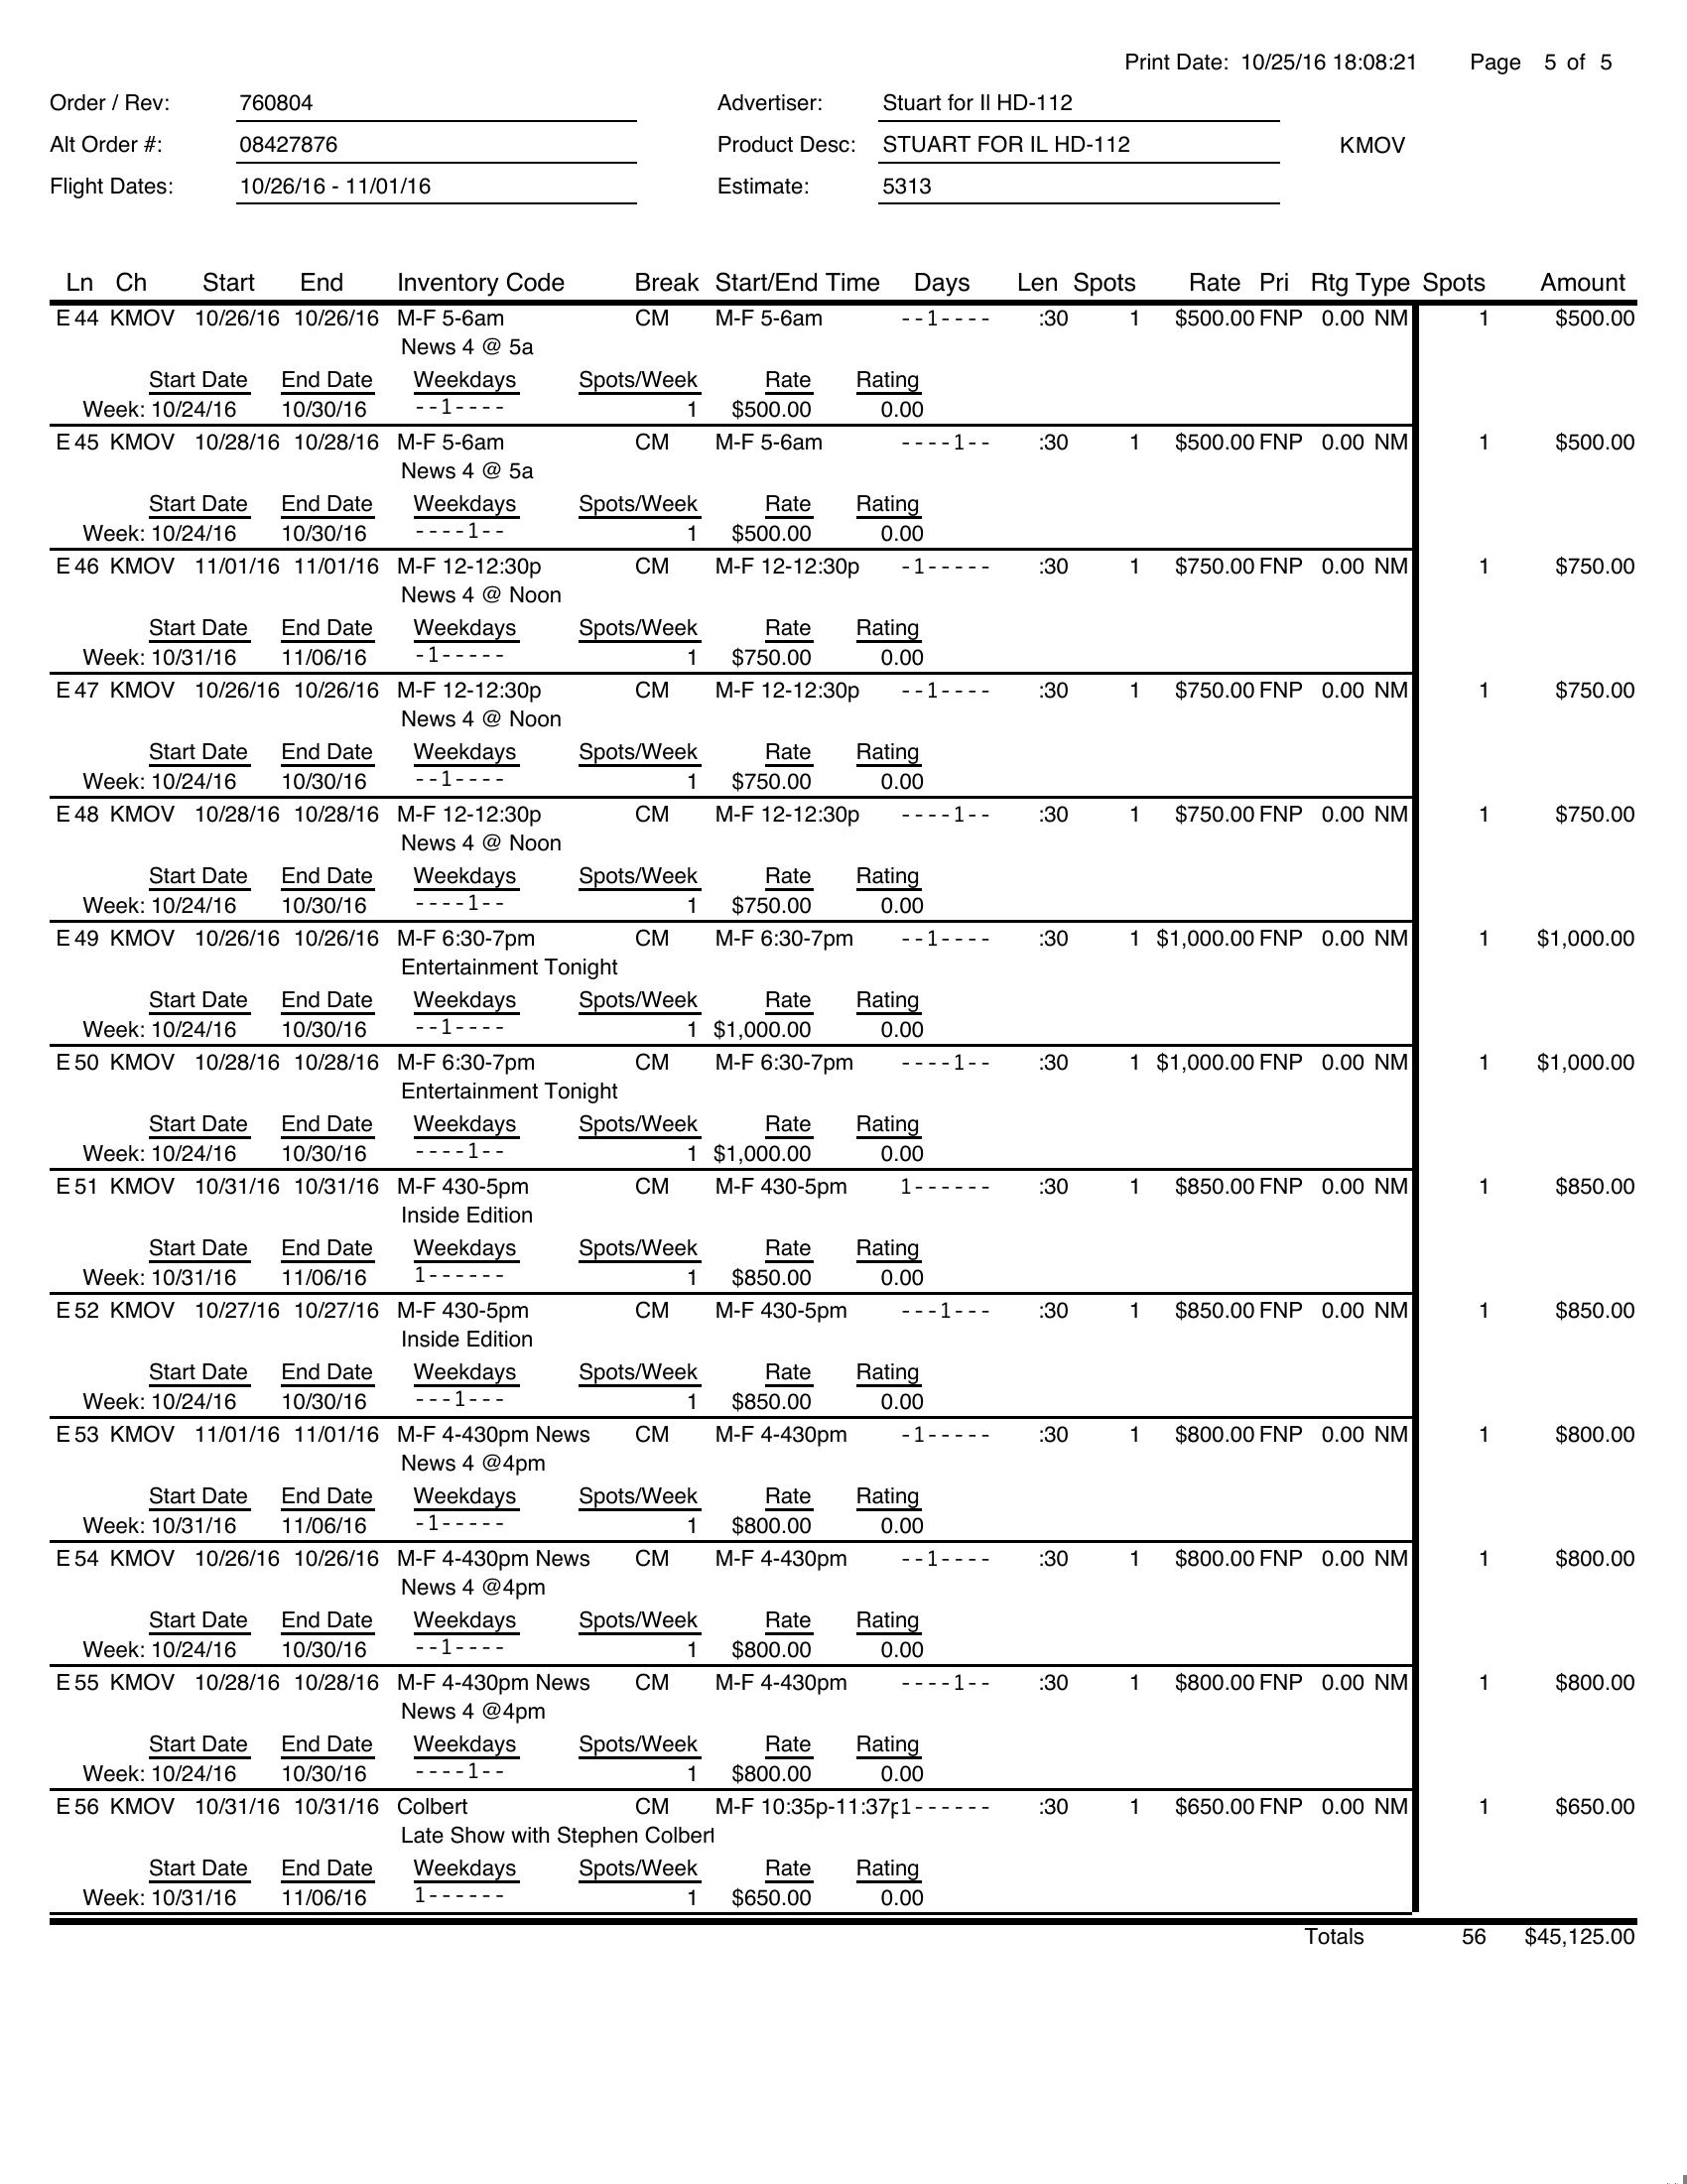 Print Date: 10/25/16 18:08:21 Page 5 of 5
Order / Rev: 760804 Advertiser: Stuart for Il HD-112
Alt Order #: 08427876 Product Desc: STUART FOR IL HD-112 KMOV
Flight Dates: 10/26/16 - 11/01/16 Estimate: 5313
Ln Ch Start End Inventory Code Break Start/End Time Days Len Spots Rate Pri Rtg Type Spots Amount
E 44 KMOV 10/26/16 10/26/16 M-F 5-6am CM M-F 5-6am --1---- :30 1 $500.00 FNP 0.00 NM 1 $500.00
News 4 @ 5a
Start Date End Date Weekdays Spots/Week Rate Rating
Week: 10/24/16 10/30/16 --1---- 1 $500.00 0.00
E 45 KMOV 10/28/16 10/28/16 M-F 5-6am CM M-F 5-6am ----1-- :30 1 $500.00 FNP 0.00 NM 1 $500.00
News 4 @ 5a
Start Date End Date Weekdays Spots/Week Rate Rating
Week: 10/24/16 10/30/16 ----1-- 1 $500.00 0.00
E 46 KMOV 11/01/16 11/01/16 M-F 12-12:30p CM M-F 12-12:30p -1----- :30 1 $750.00 FNP 0.00 NM 1 $750.00
News 4 @ Noon
Start Date End Date Weekdays Spots/Week Rate Rating
Week: 10/31/16 11/06/16 -1----- 1 $750.00 0.00
E 47 KMOV 10/26/16 10/26/16 M-F 12-12:30p CM M-F 12-12:30p --1---- :30 1 $750.00 FNP 0.00 NM 1 $750.00
News 4 @ Noon
Start Date End Date Weekdays Spots/Week Rate Rating
Week: 10/24/16 10/30/16 --1---- 1 $750.00 0.00
E 48 KMOV 10/28/16 10/28/16 M-F 12-12:30p CM M-F 12-12:30p ----1-- :30 1 $750.00 FNP 0.00 NM 1 $750.00
News 4 @ Noon
Start Date End Date Weekdays Spots/Week Rate Rating
Week: 10/24/16 10/30/16 ----1-- 1 $750.00 0.00
E 49 KMOV 10/26/16 10/26/16 M-F 6:30-7pm CM M-F 6:30-7pm --1---- :30 1 $1,000.00 FNP 0.00 NM 1 $1,000.00
Entertainment Tonight
Start Date End Date Weekdays Spots/Week Rate Rating
Week: 10/24/16 10/30/16 --1---- 1 $1,000.00 0.00
E 50 KMOV 10/28/16 10/28/16 M-F 6:30-7pm CM M-F 6:30-7pm ----1-- :30 1 $1,000.00 FNP 0.00 NM 1 $1,000.00
Entertainment Tonight
Start Date End Date Weekdays Spots/Week Rate Rating
Week: 10/24/16 10/30/16 ----1-- 1 $1,000.00 0.00
E 51 KMOV 10/31/16 10/31/16 M-F 430-5pm CM M-F 430-5pm 1------ :30 1 $850.00 FNP 0.00 NM 1 $850.00
Inside Edition
Start Date End Date Weekdays Spots/Week Rate Rating
Week: 10/31/16 11/06/16 1------ 1 $850.00 0.00
E 52 KMOV 10/27/16 10/27/16 M-F 430-5pm CM M-F 430-5pm ---1--- :30 1 $850.00 FNP 0.00 NM 1 $850.00
Inside Edition
Start Date End Date Weekdays Spots/Week Rate Rating
Week: 10/24/16 10/30/16 ---1--- 1 $850.00 0.00
E 53 KMOV 11/01/16 11/01/16 M-F 4-430pm News CM M-F 4-430pm -1----- :30 1 $800.00 FNP 0.00 NM 1 $800.00
News 4 @4pm
Start Date End Date Weekdays Spots/Week Rate Rating
Week: 10/31/16 11/06/16 -1----- 1 $800.00 0.00
E 54 KMOV 10/26/16 10/26/16 M-F 4-430pm News CM M-F 4-430pm --1---- :30 1 $800.00 FNP 0.00 NM 1 $800.00
News 4 @4pm
Start Date End Date Weekdays Spots/Week Rate Rating
Week: 10/24/16 10/30/16 --1---- 1 $800.00 0.00
E 55 KMOV 10/28/16 10/28/16 M-F 4-430pm News CM M-F 4-430pm ----1-- :30 1 $800.00 FNP 0.00 NM 1 $800.00
News 4 @4pm
Start Date End Date Weekdays Spots/Week Rate Rating
Week: 10/24/16 10/30/16 ----1-- 1 $800.00 0.00
E 56 KMOV 10/31/16 10/31/16 Colbert CM M-F 10:35p-11:37p 1------ :30 1 $650.00 FNP 0.00 NM 1 $650.00
Late Show with Stephen Colbert
Start Date End Date Weekdays Spots/Week Rate Rating
Week: 10/31/16 11/06/16 1------ 1 $650.00 0.00
Totals 56 $45,125.00